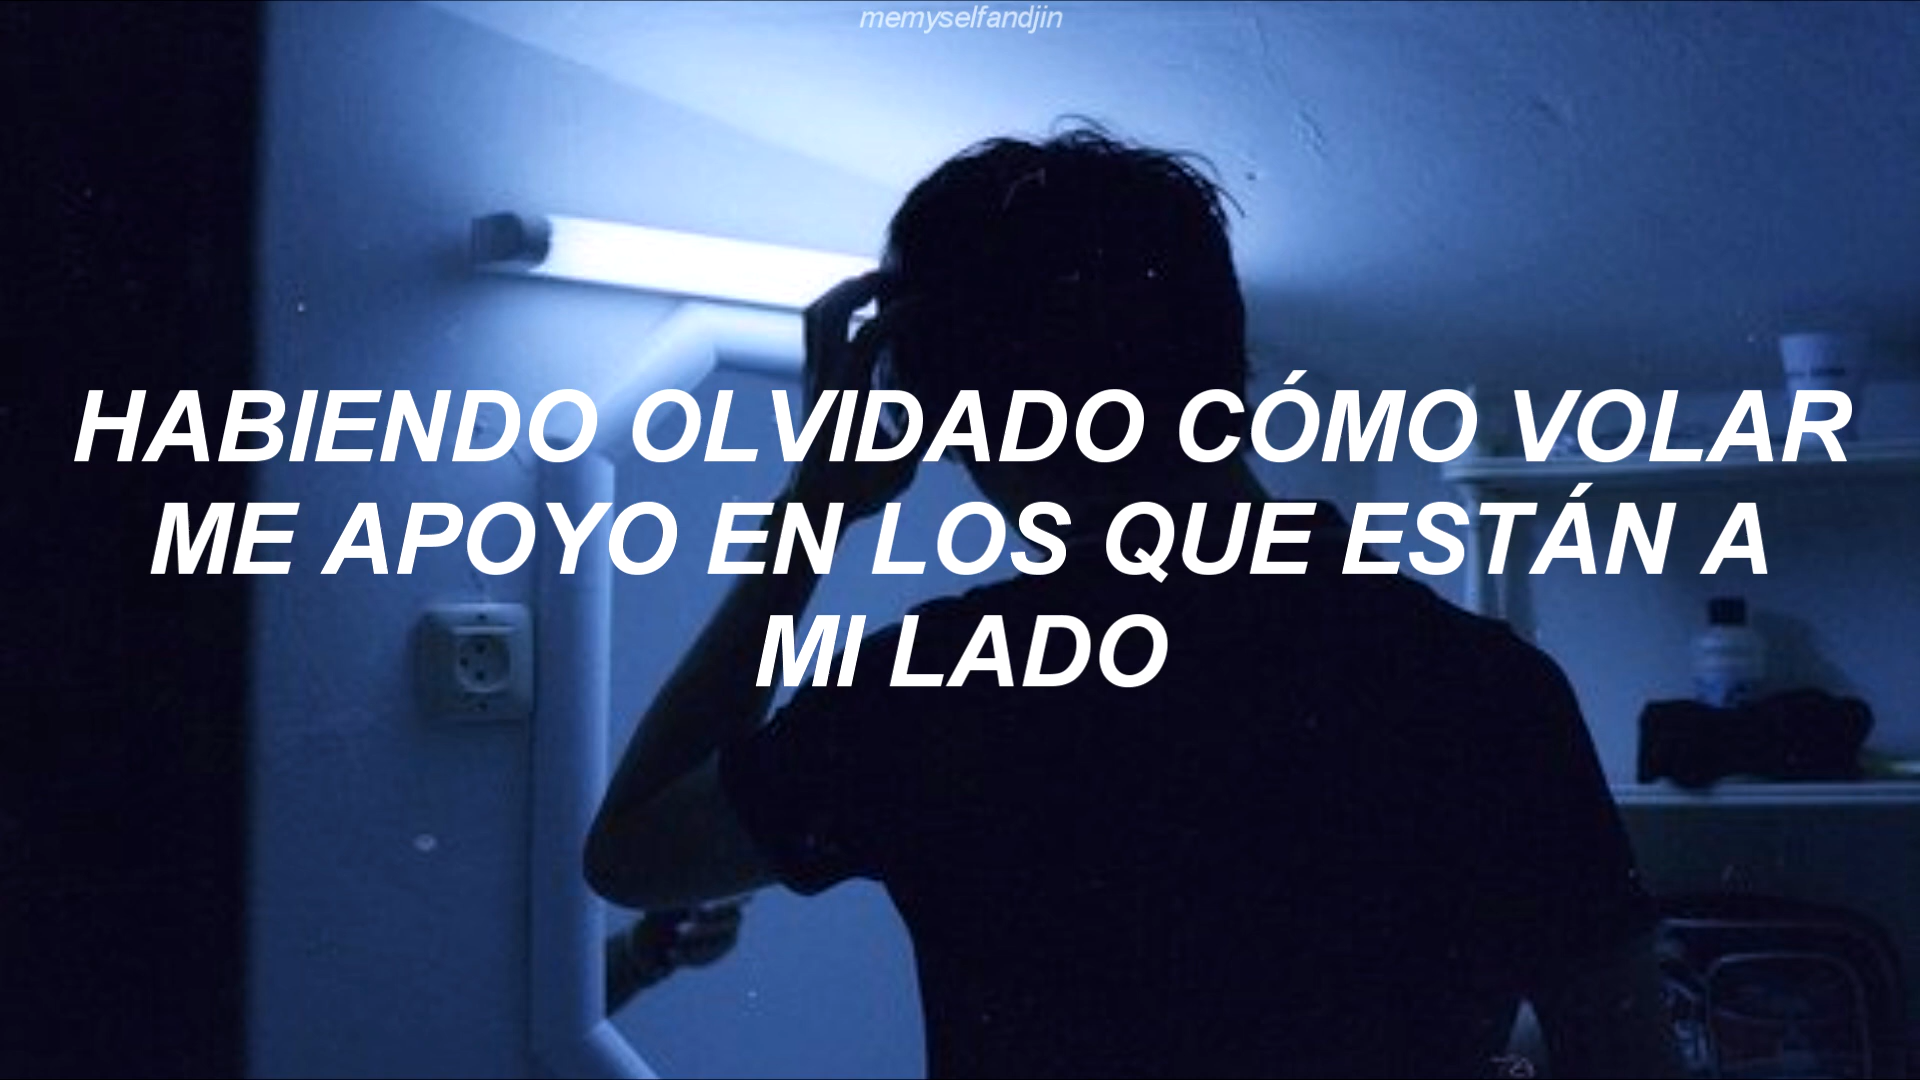 memyselfandjin
HABIENDO OLVIDADO CÓMO VOLAR
ME APOYO EN LOS QUE ESTÁN A
MI LADO